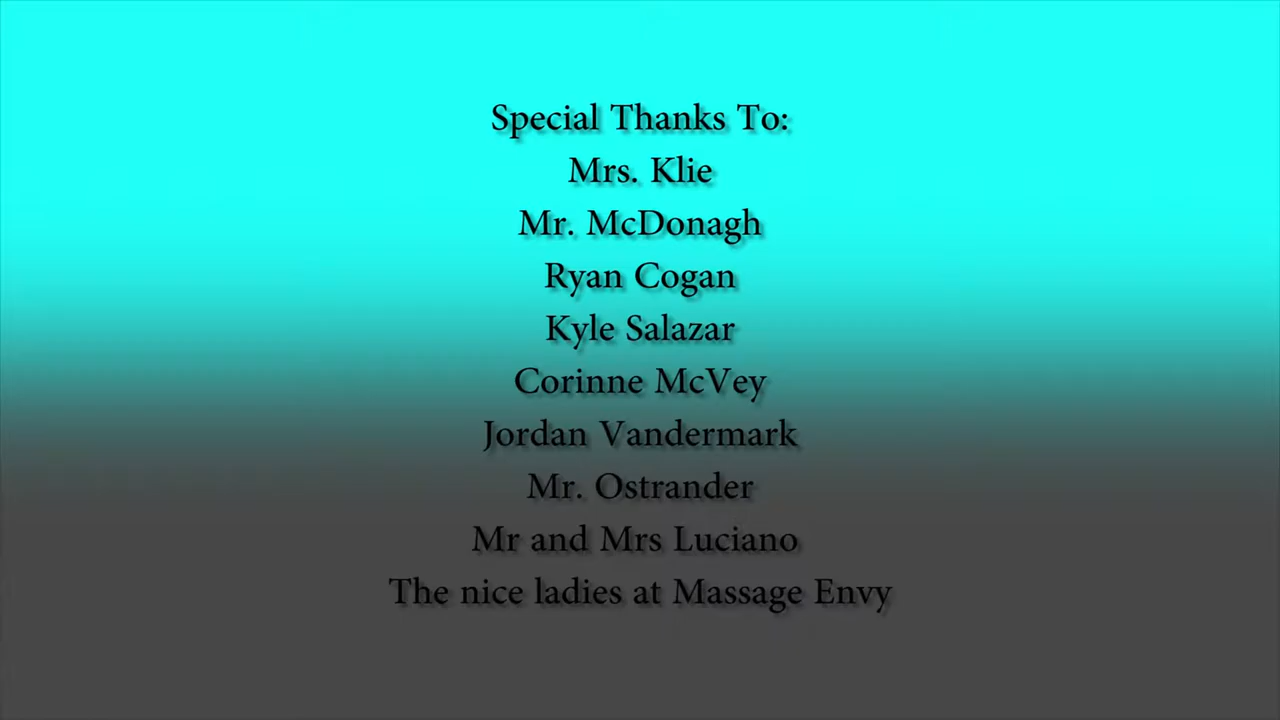 Special Thanks To:
Mrs. Klie
Mr. McDonagh
Ryan Cogan
Kyle Salazar
Corinne McVey
Jordan Vandermark
Mr. Ostrander
Mr and Mrs Luciano
The nice ladies at Massage Envy